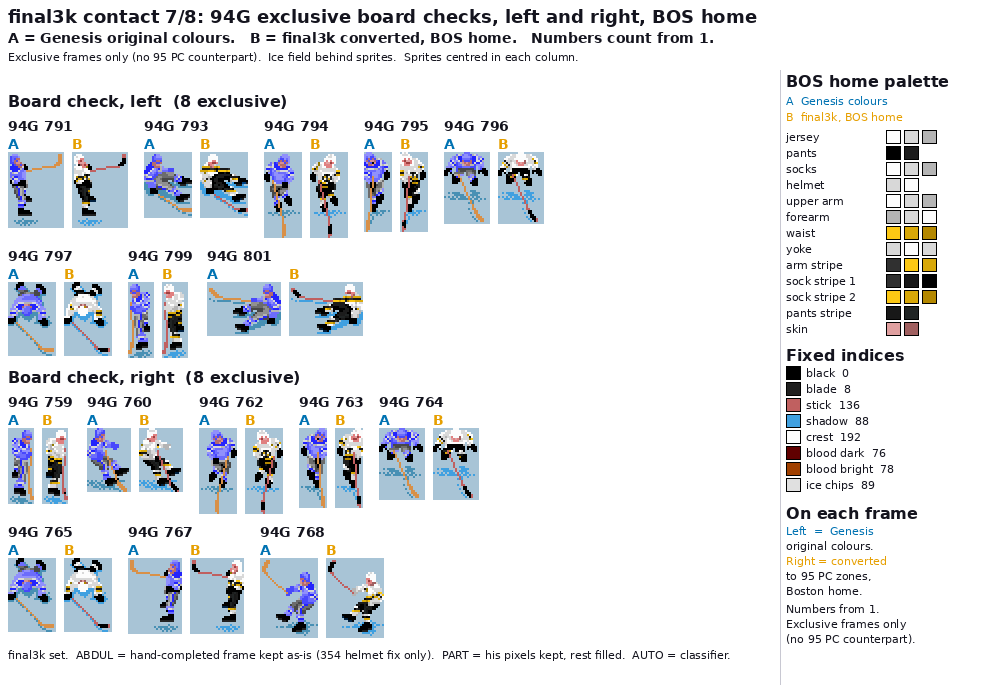 final3k contact 7/8: 94G exclusive board checks, left and right, BOS home
A = Genesis original colours.   B = final3k converted, BOS home.   Numbers count from 1.
Exclusive frames only (no 95 PC counterpart).  Ice field behind sprites.  Sprites centred in each column.
Board check, left  (8 exclusive)
94G 791  94G 793  94G 794  94G 795  94G 796
A B A B A B A B A B
94G 797  94G 799  94G 801
A B A B A B
Board check, right  (8 exclusive)
94G 759  94G 760  94G 762  94G 763  94G 764
A B A B A B A B A B
94G 765  94G 767  94G 768
A B A B A B
final3k set.  ABDUL = hand-completed frame kept as-is (354 helmet fix only).  PART = his pixels kept, rest filled.  AUTO = classifier.
BOS home palette
A  Genesis colours
B  final3k, BOS home
jersey
pants
socks
helmet
upper arm
forearm
waist
yoke
arm stripe
sock stripe 1
sock stripe 2
pants stripe
skin
Fixed indices
black  0
blade  8
stick  136
shadow  88
crest  192
blood dark  76
blood bright  78
ice chips  89
On each frame
Left  =  Genesis
original colours.
Right = converted
to 95 PC zones,
Boston home.
Numbers from 1.
Exclusive frames only
(no 95 PC counterpart).